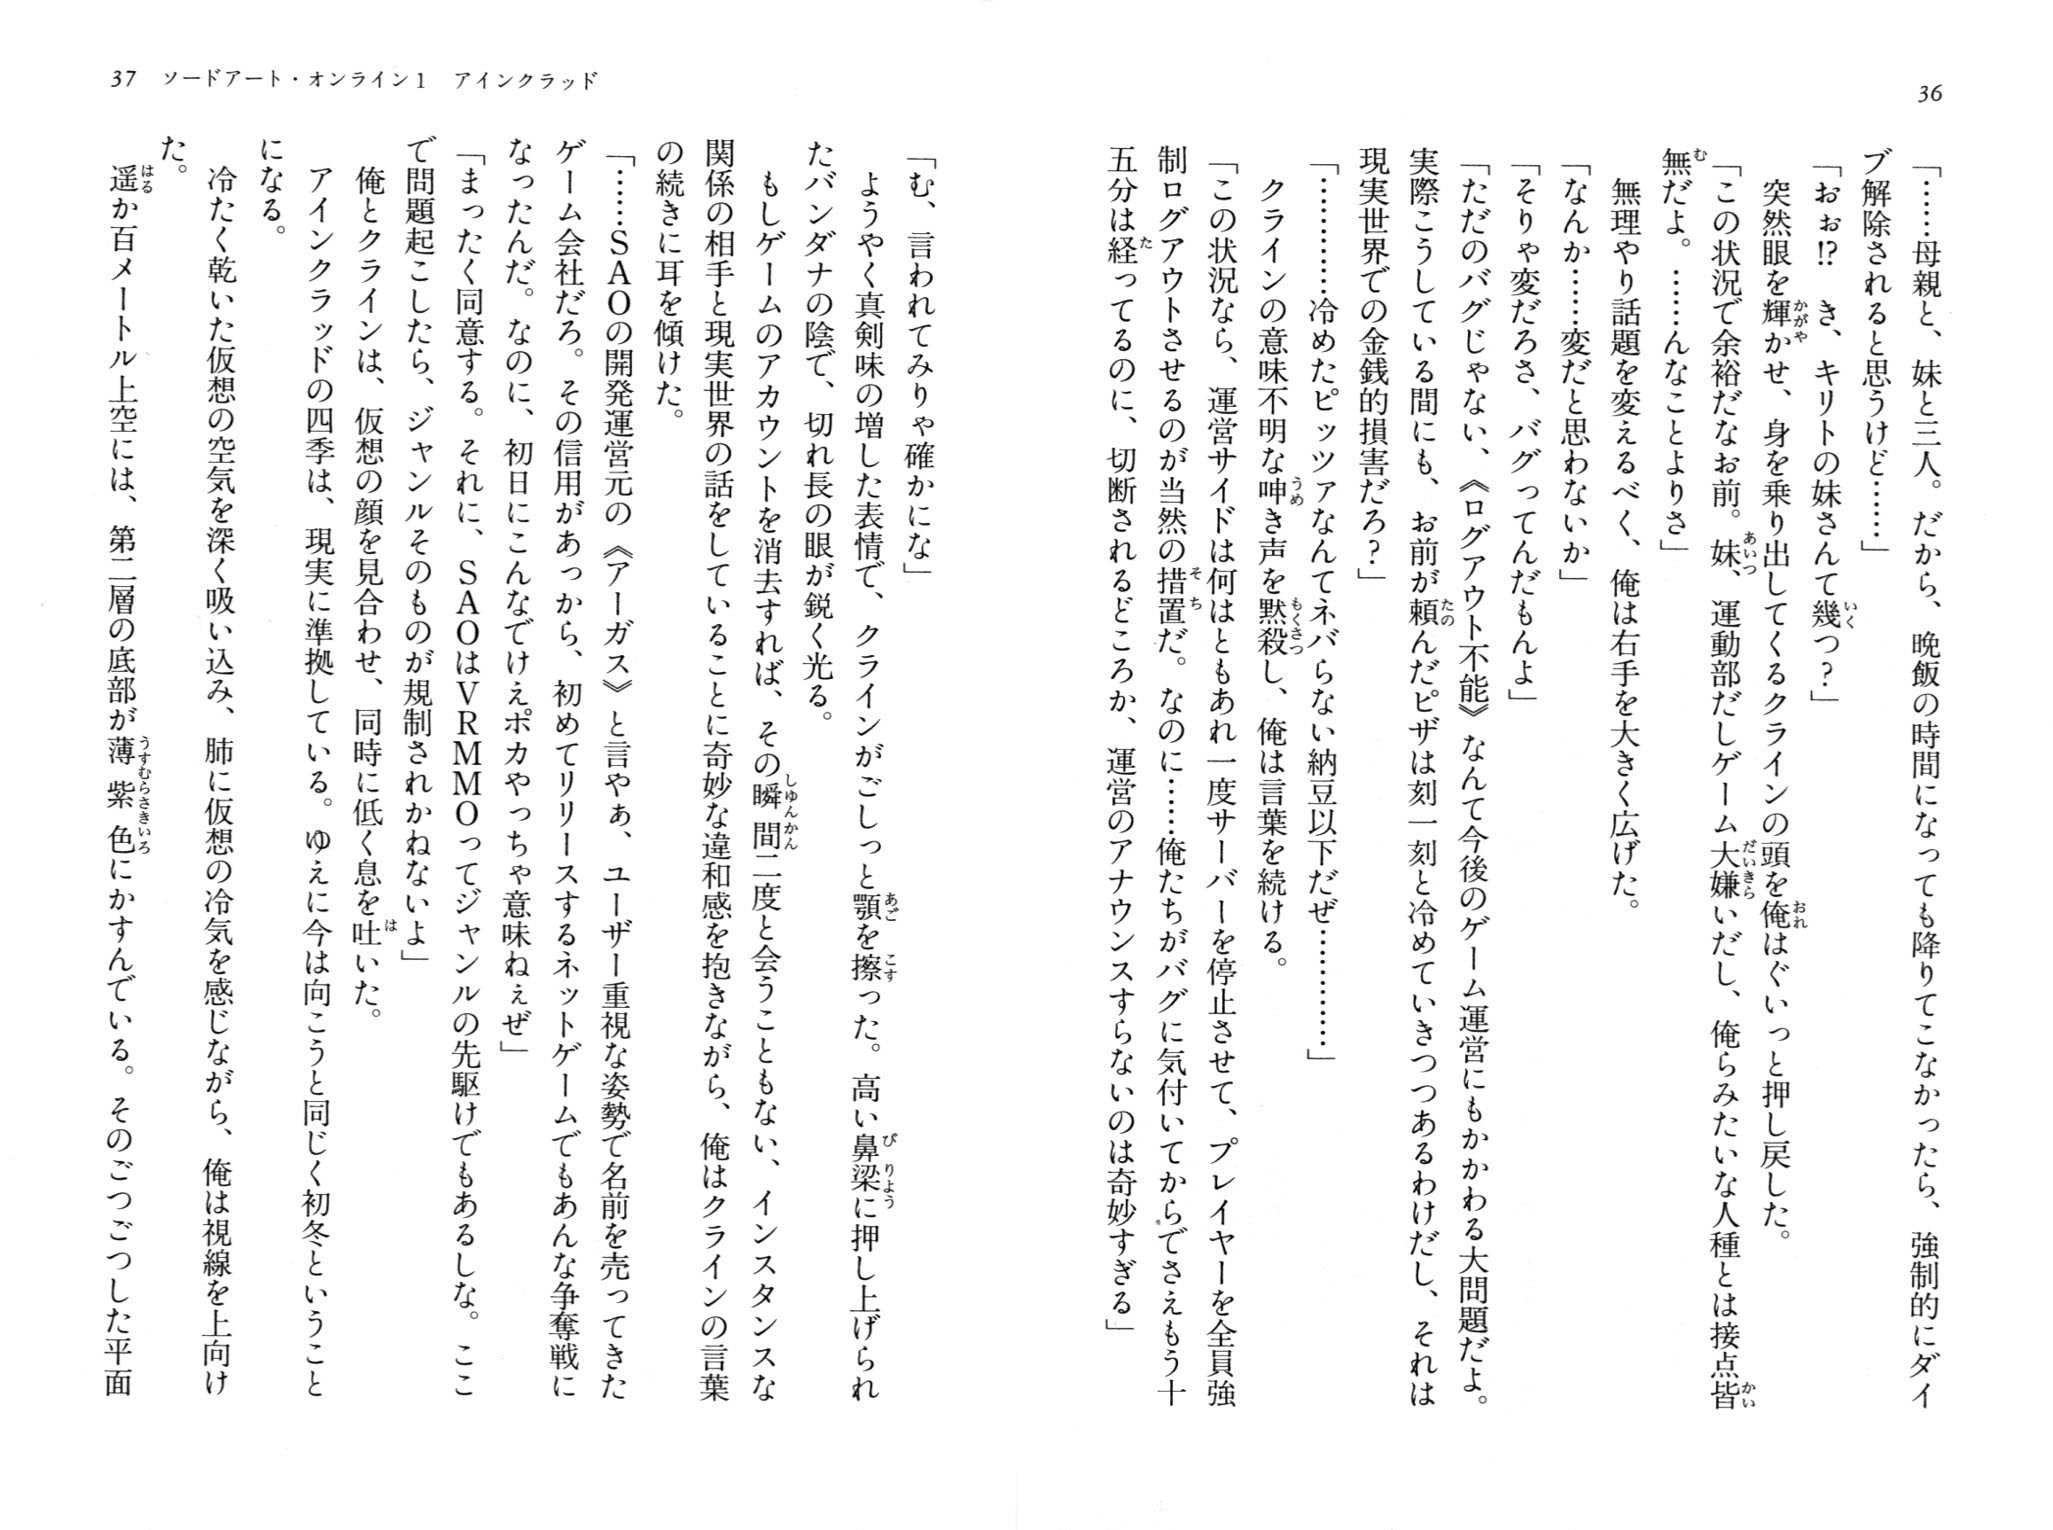 36
「……母親と、妹と三人。だから、晩飯の時間になっても降りてこなかったら、強制的にダイ
ブ解除されると思うけど……」
「おぉ!? き、キリトの妹さんて幾つ？」
突然眼を輝かせ、身を乗り出してくるクラインの頭を俺はぐいっと押し戻した。
「この状況で余裕だなお前。妹、運動部だしゲーム大嫌いだし、俺らみたいな人種とは接点皆
無だよ。……んなことよりさ」
無理やり話題を変えるべく、俺は右手を大きく広げた。
「なんか……変だと思わないか」
「そりゃ変だろさ、バグってんだもんよ」
「ただのバグじゃない、《ログアウト不能》なんて今後のゲーム運営にもかかわる大問題だよ。
実際こうしている間にも、お前が頼んだピザは刻一刻と冷めていきつつあるわけだし、それは
現実世界での金銭的損害だろ？」
「…………冷めたピッツァなんてネバらない納豆以下だぜ…………」
クラインの意味不明な呻き声を黙殺し、俺は言葉を続ける。
「この状況なら、運営サイドは何はともあれ一度サーバーを停止させて、プレイヤーを全員強
制ログアウトさせるのが当然の措置だ。なのに……俺たちがバグに気付いてからでさえもう十
五分は経ってるのに、切断されるどころか、運営のアナウンスすらないのは奇妙すぎる」
37 ソードアート・オンライン1 アインクラッド
「む、言われてみりゃ確かにな」
ようやく真剣味の増した表情で、クラインがごしっと顎を擦った。高い鼻梁に押し上げられ
たバンダナの陰で、切れ長の眼が鋭く光る。
もしゲームのアカウントを消去すれば、その瞬間二度と会うこともない、インスタンスな
関係の相手と現実世界の話をしていることに奇妙な違和感を抱きながら、俺はクラインの言葉
の続きに耳を傾けた。
「……SAOの開発運営元の《アーガス》と言やぁ、ユーザー重視な姿勢で名前を売ってきた
ゲーム会社だろ。その信用があっから、初めてリリースするネットゲームでもあんな争奪戦に
なったんだ。なのに、初日にこんなでけえポカやっちゃ意味ねぇぜ」
「まったく同意する。それに、SAOはVRMMOってジャンルの先駆けでもあるしな。ここ
で問題起こしたら、ジャンルそのものが規制されかねないよ」
俺とクラインは、仮想の顔を見合わせ、同時に低く息を吐いた。
アインクラッドの四季は、現実に準拠している。ゆえに今は向こうと同じく初冬ということ
になる。
冷たく乾いた仮想の空気を深く吸い込み、肺に仮想の冷気を感じながら、俺は視線を上向け
た。
遥か百メートル上空には、第二層の底部が薄紫色にかすんでいる。そのごつごつした平面